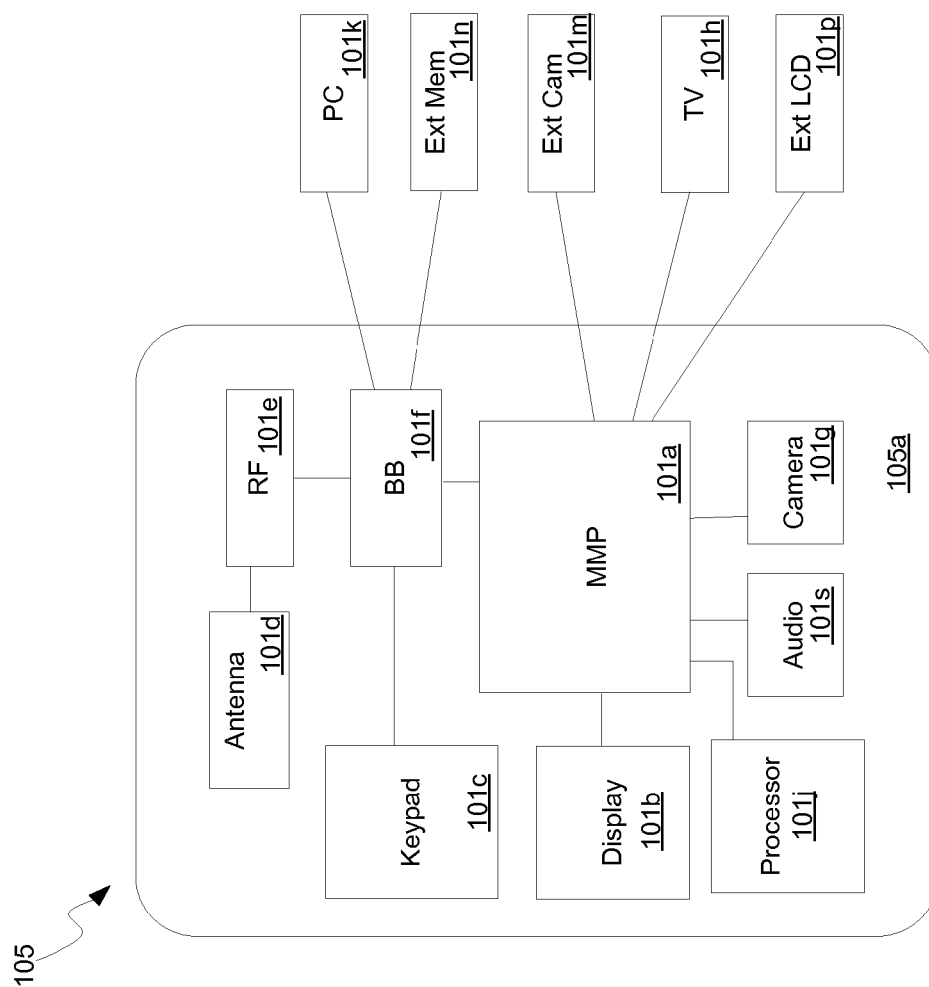 105
Antenna
101d
RF
101e
PC
101k
Keypad
101c
BB
101f
Ext Mem
101n
Display
101b
MMP
101a
Ext Cam
101m
Processor
101j
Audio
101s
Camera
101g
TV
101h
105a
Ext LCD
101p